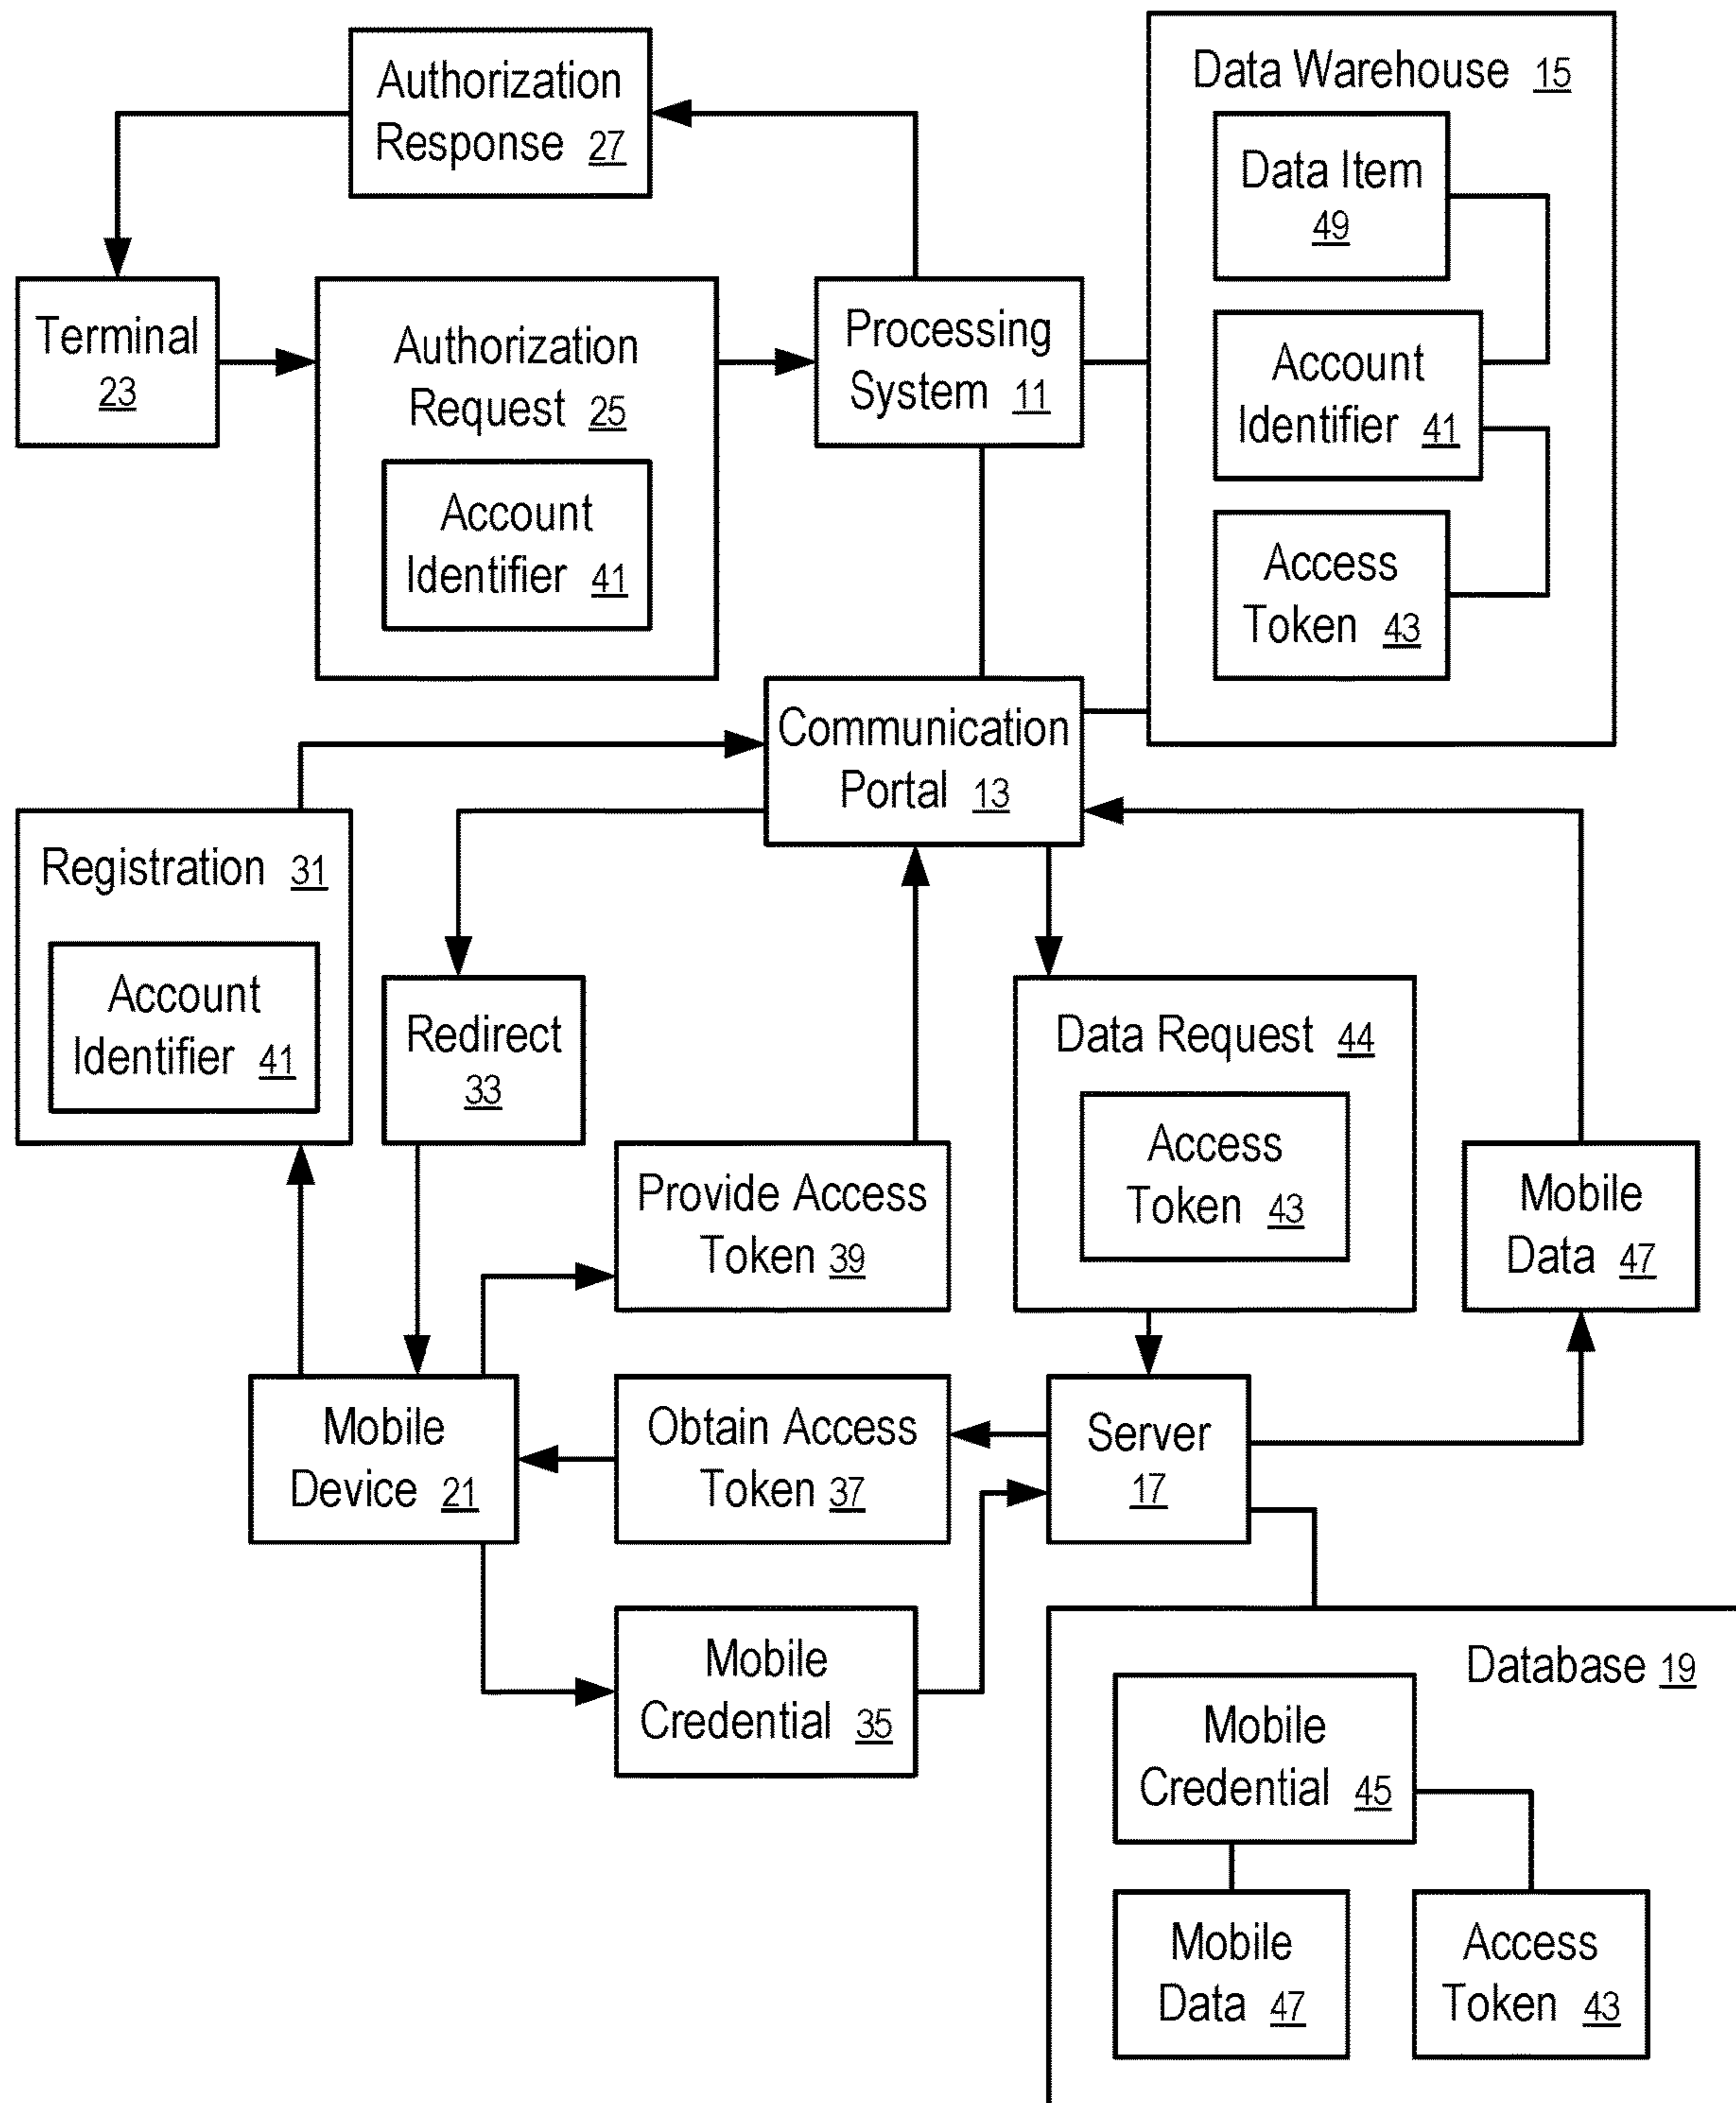 Authorization
Response 27
Data Warehouse 15
Data Item
49
Terminal
23
Authorization
Request 25
Account
Identifier 41
Processing
System 11
Account
Identifier 41
Access
Token 43
Communication
Portal 13
Registration 31
Account
Identifier 41
Redirect
33
Data Request 44
Access
Token 43
Provide Access
Token 39
Mobile
Data 47
Mobile
Device 21
Obtain Access
Token 37
Server
17
Mobile
Credential 35
Database 19
Mobile
Credential 45
Mobile
Data 47
Access
Token 43